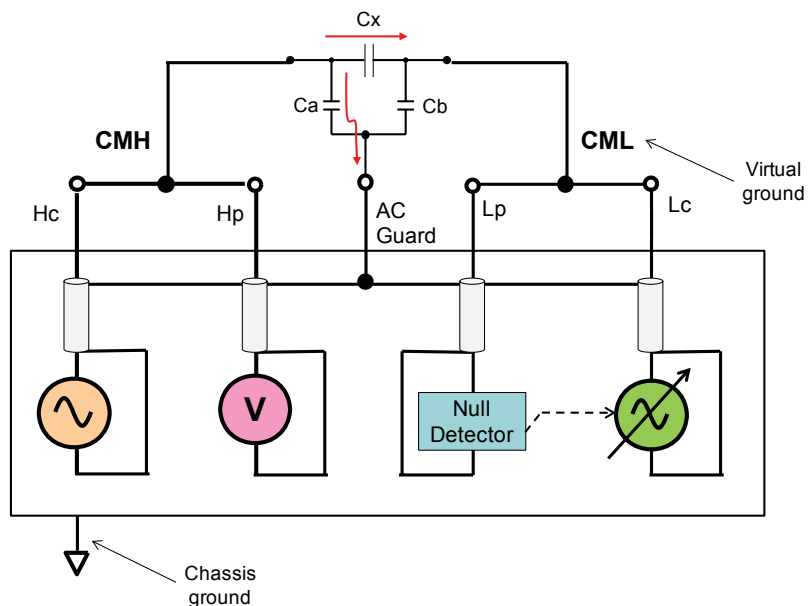 Cx
Ca
Cb
CMH
CML
Virtual
ground
Hc
Hp
AC
Guard
Lp
Lc
V
Null
Detector
Chassis
ground